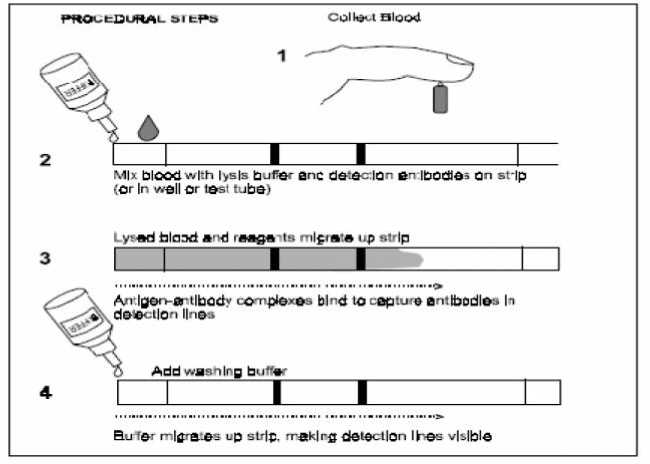 PROCEDURAL STEPS
Collect Blood
1
BUFFER
2
Mix blood with lysis buffer and detection antibodies on strip
(or in well or test tube)
Lysed blood and reagents migrate up strip
3
Antigen-antibody complexes bind to capture antibodies in
detection lines
BUFFER
Add washing buffer
4
Buffer migrates up strip, making detection lines visible